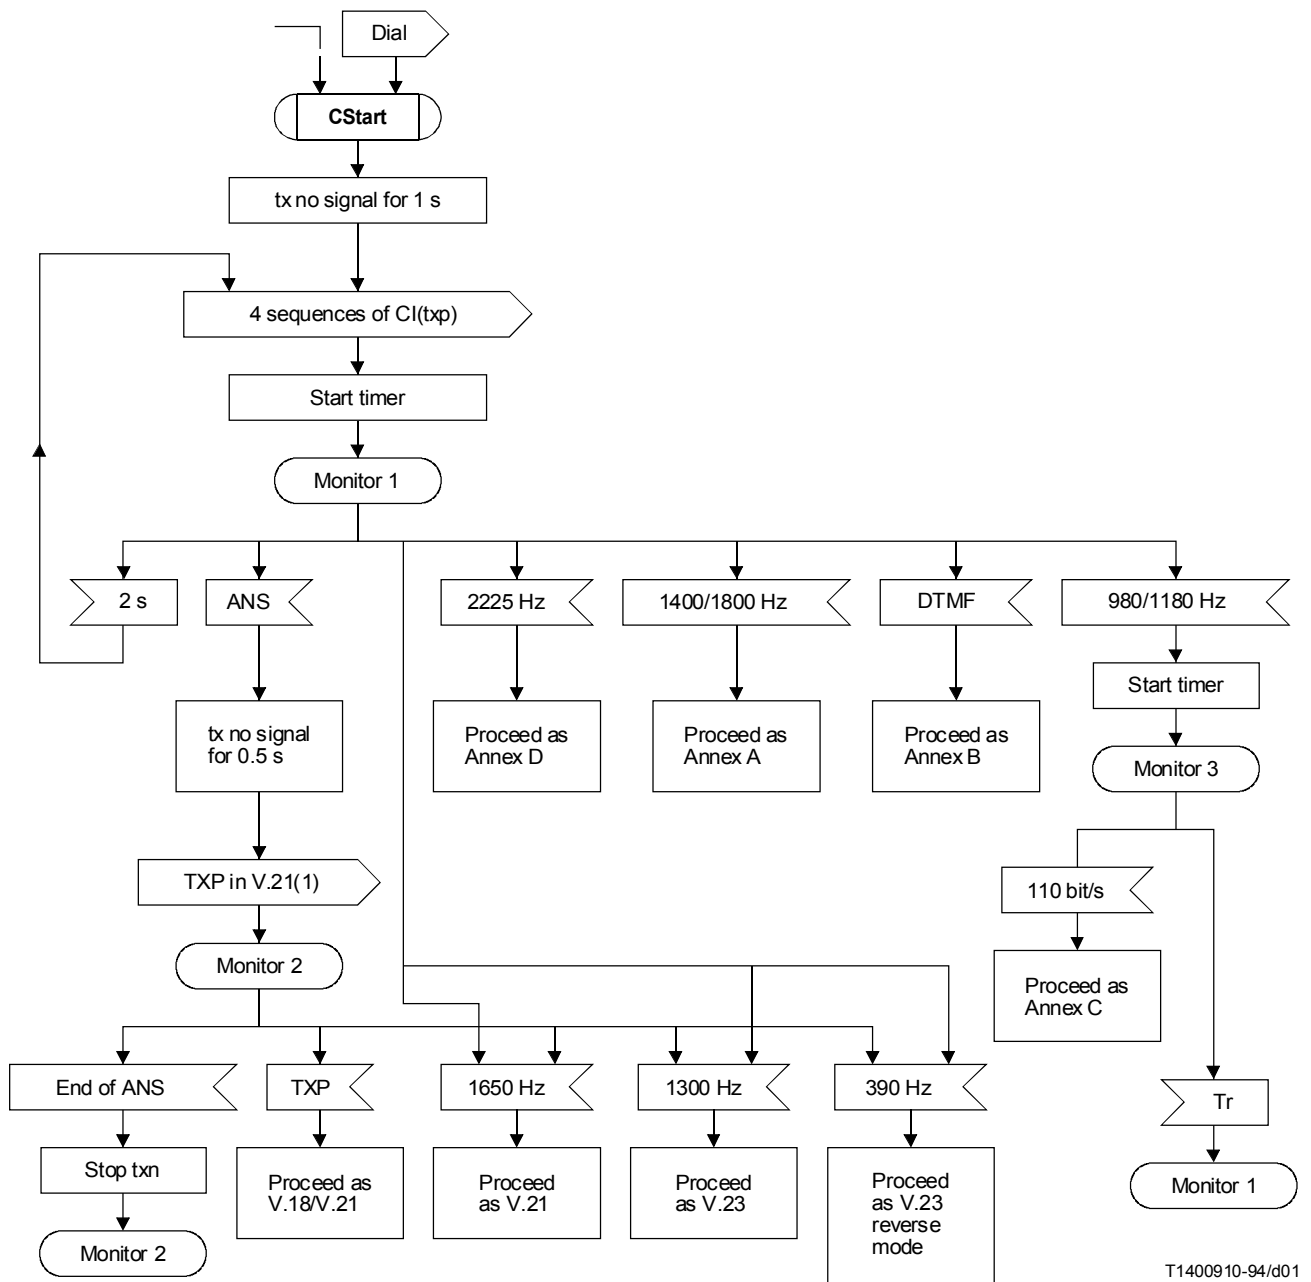 Dial
CStart
tx no signal for 1 s
4 sequences of CI(txp)
Start timer
Monitor 1
2 s
ANS
2225 Hz
1400/1800 Hz
DTMF
980/1180 Hz
tx no signal
for 0.5 s
Proceed as
Annex D
Proceed as
Annex A
Proceed as
Annex B
Start timer
Monitor 3
TXP in V.21(1)
110 bit/s
Monitor 2
Proceed as
Annex C
End of ANS
TXP
1650 Hz
1300 Hz
390 Hz
Tr
Stop txn
Proceed as
V.18/V.21
Proceed
as V.21
Proceed
as V.23
Proceed
as V.23
reverse
mode
Monitor 1
Monitor 2
T1400910-94/d01